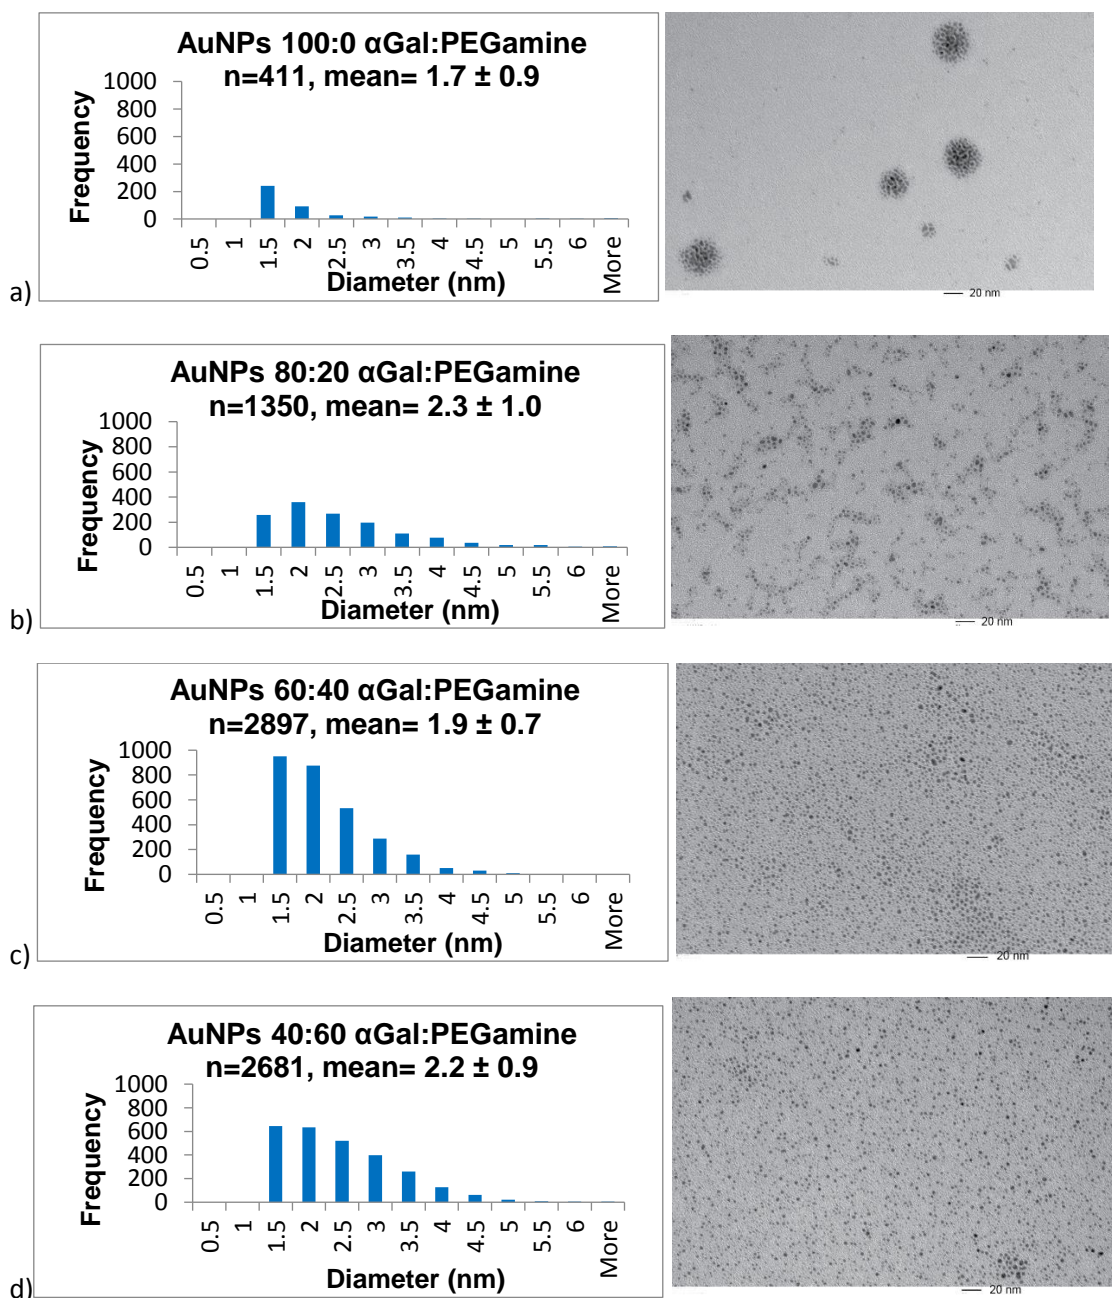 AuNPs 100:0 αGal:PEGamine
n=411, mean= 1.7 ± 0.9
Frequency
1000
800
600
400
200
0
0.5 1 1.5 2 2.5 3 3.5 4 4.5 5 5.5 6 More
Diameter (nm)
a)
20 nm
AuNPs 80:20 αGal:PEGamine
n=1350, mean= 2.3 ± 1.0
Frequency
1000
800
600
400
200
0
0.5 1 1.5 2 2.5 3 3.5 4 4.5 5 5.5 6 More
Diameter (nm)
b)
20 nm
AuNPs 60:40 αGal:PEGamine
n=2897, mean= 1.9 ± 0.7
Frequency
1000
800
600
400
200
0
0.5 1 1.5 2 2.5 3 3.5 4 4.5 5 5.5 6 More
Diameter (nm)
c)
20 nm
AuNPs 40:60 αGal:PEGamine
n=2681, mean= 2.2 ± 0.9
Frequency
1000
800
600
400
200
0
0.5 1 1.5 2 2.5 3 3.5 4 4.5 5 5.5 6 More
Diameter (nm)
d)
20 nm